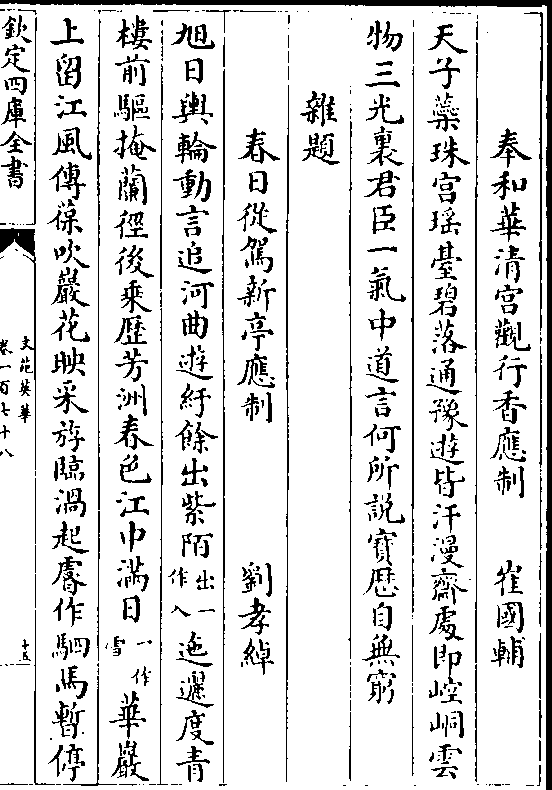 奉和華清宮觀行香應制　崔國輔
天子蘂珠宮瑶臺碧落通豫遊皆汗漫齋處即崆峒雲
物三光裏君臣一氣中道言何所説寶厯自無窮
雜題
春日從駕新亭應制　劉孝綽
旭日輿輪動言追河曲遊紆餘出紫陌出一作入迤邐度青
樓前驅掩蘭徑後乗歴芳洲春色江中滿日一作雪華巖
上留江風傳葆吹巖花映采斿臨渦起睿作駟馬暫停
欽定四庫全書
文苑英華
卷一百七十八
十五